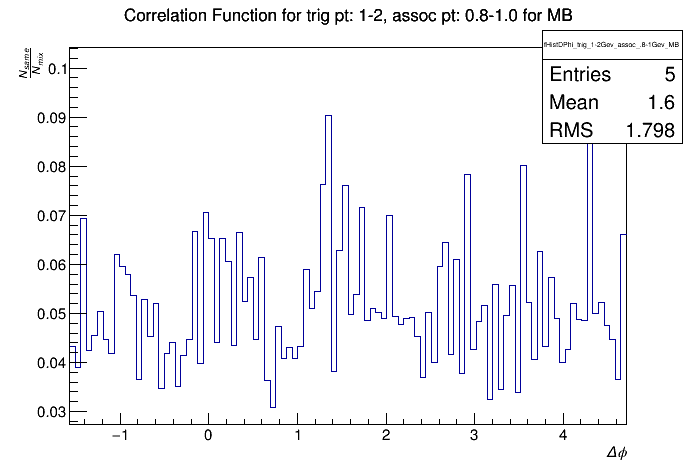 Correlation Function for trig pt: 1-2, assoc pt: 0.8-1.0 for MB
fHistDPhi_trig_1-2Gev_assoc_.8-1Gev_MB
Entries 5
Mean 1.6
RMS 1.798
N_same
N_mix
0.1
0.09
0.08
0.07
0.06
0.05
0.04
0.03
−1 0 1 2 3 4
Δϕ